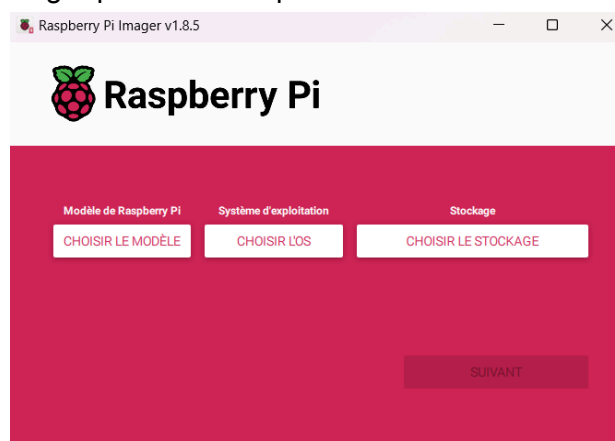 Raspberry Pi Imager v1.8.5
Raspberry Pi
Modèle de Raspberry Pi Système d'exploitation Stockage
CHOISIR LE MODÈLE CHOISIR L'OS CHOISIR LE STOCKAGE
SUIVANT